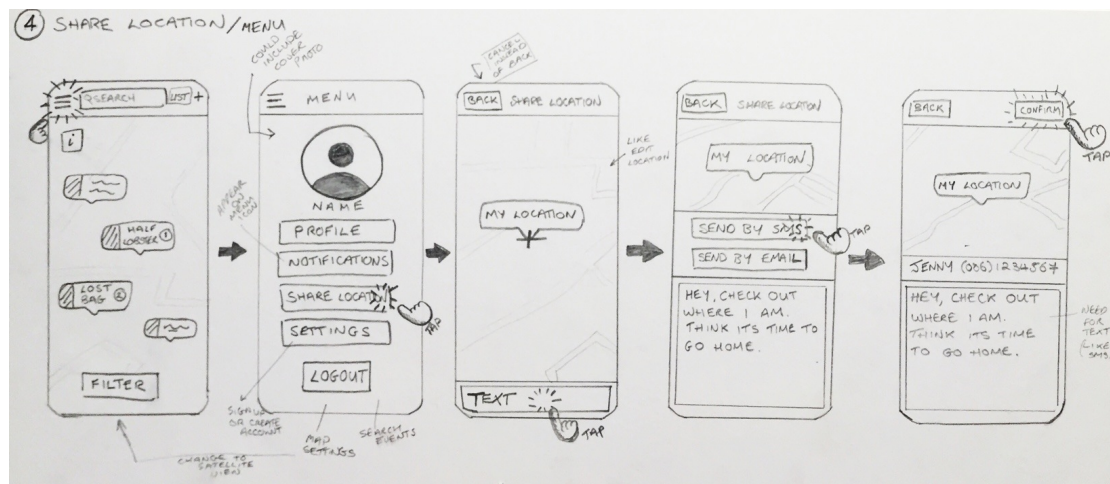 4 SHARE LOCATION/MENU
COULD
INCLUDE
COVER
PHOTO
CANCEL
INSTEAD
OF BACK
SEARCH
LIST +
i
HALF
LOBSTER 1
LOST
BAG 2
FILTER
MENU
NAME
PROFILE
NOTIFICATIONS
SHARE LOCATION
TAP
SETTINGS
LOGOUT
APPEAR
ON
MENU
ICON
SIGNUP
OR CREATE
ACCOUNT
MAP
SETTINGS
SEARCH
EVENTS
CHANGE TO
SATELLITE
VIEW
BACK SHARE LOCATION
MY LOCATION
TEXT
TAP
LIKE
EDIT
LOCATION
BACK SHARE LOCATION
MY LOCATION
SEND BY SMS
TAP
SEND BY EMAIL
HEY, CHECK OUT
WHERE I AM.
THINK ITS TIME TO
GO HOME.
BACK
CONFIRM
TAP
MY LOCATION
JENNY (086) 1234567
HEY, CHECK OUT
WHERE I AM.
THINK ITS TIME
TO GO HOME.
NEED
FOR
TEXT
(LIKE
SMS